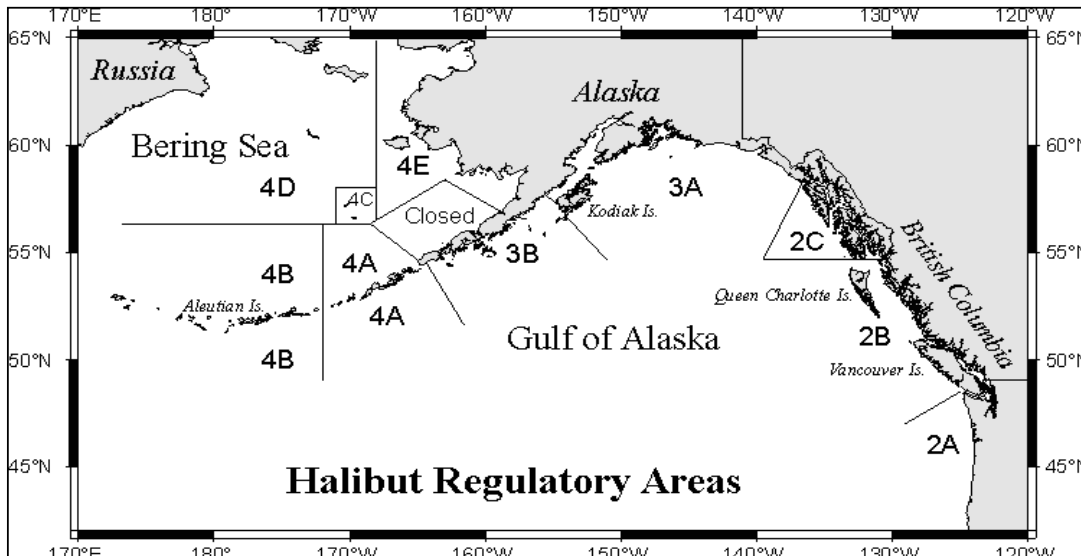 170°E 180° 170°W 160°W 150°W 140°W 130°W 120°W
65°N 65°N
Russia
Alaska
Bering Sea
60°N 60°N
4E
4D
3A
4C
Closed
Kodiak Is.
3B
2C
55°N 55°N
4A
4B
British Columbia
Queen Charlotte Is.
Aleutian Is.
4A
Gulf of Alaska
2B
50°N 50°N
4B
Vancouver Is.
2A
45°N 45°N
Halibut Regulatory Areas
170°E 180° 170°W 160°W 150°W 140°W 130°W 120°W